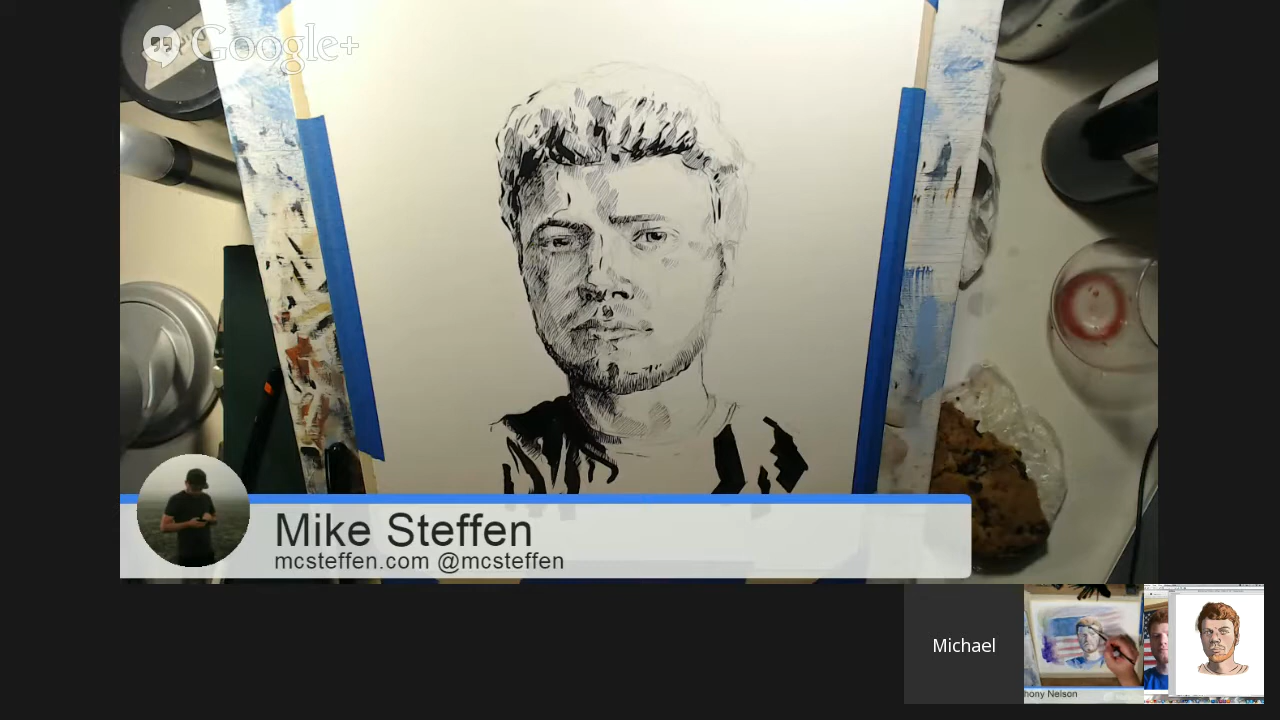 Google+
Mike Steffen
mcsteffen.com @mcsteffen
Michael
hony Nelson